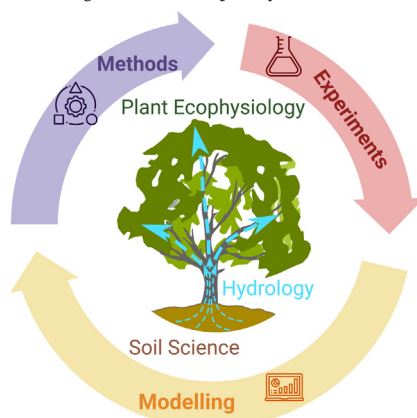 Methods
Experiments
Plant Ecophysiology
Hydrology
Soil Science
Modelling